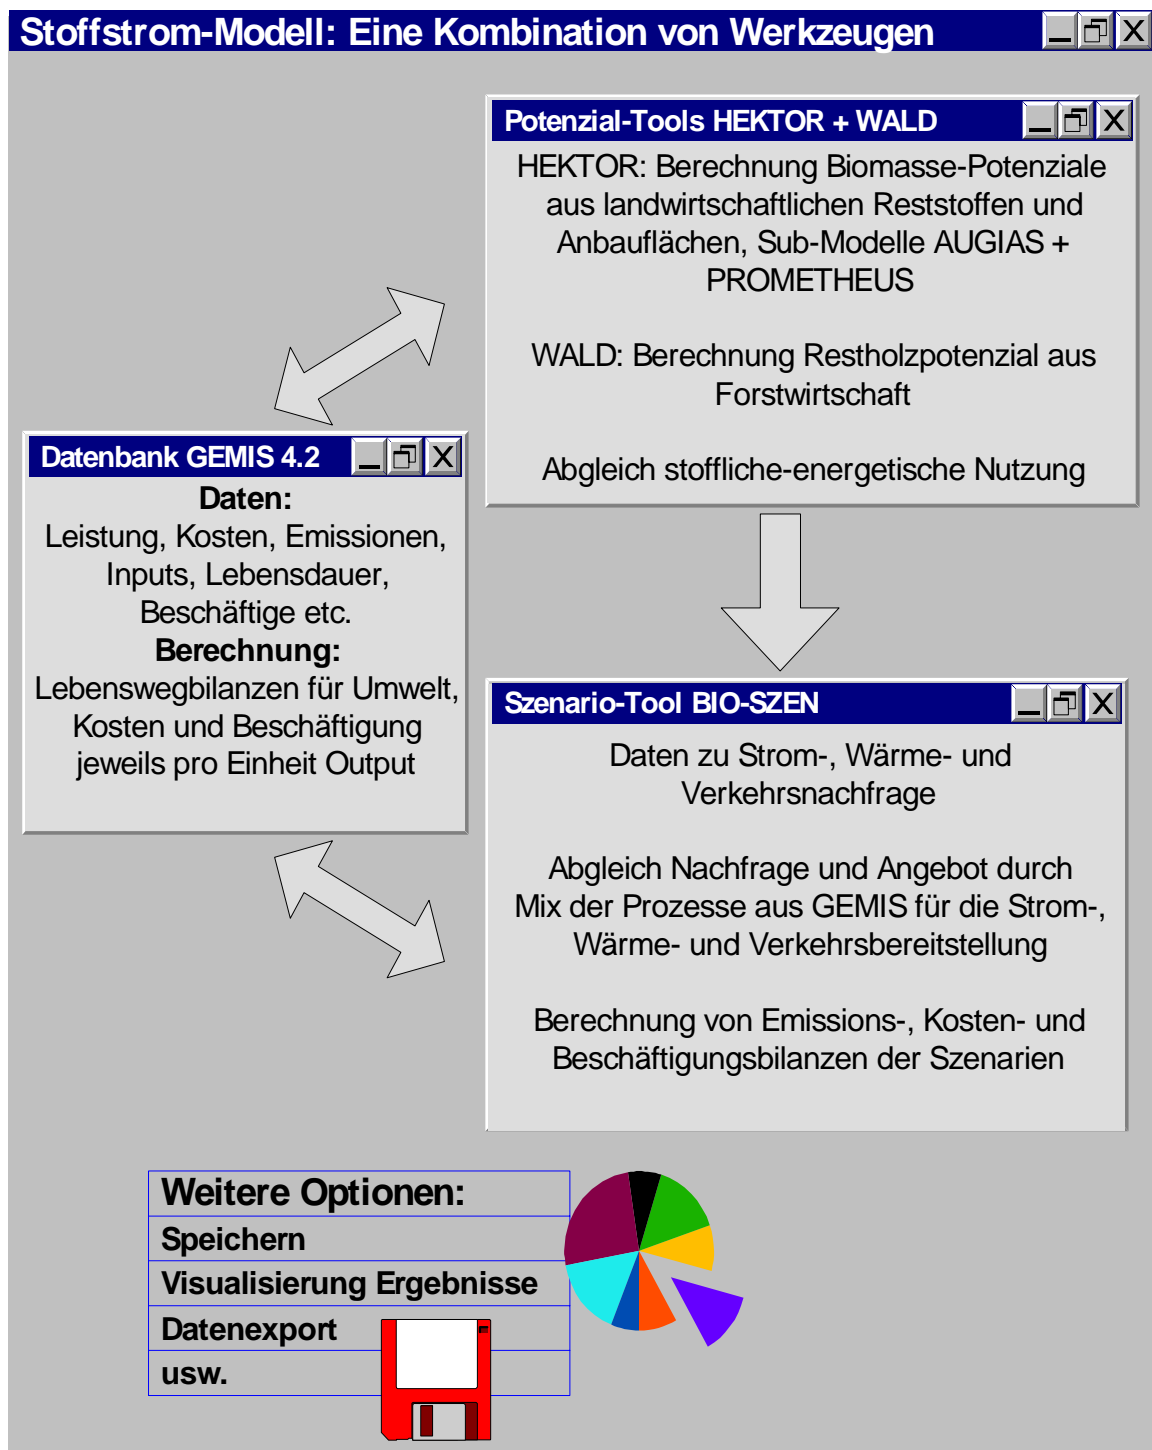 Stoffstrom-Modell: Eine Kombination von Werkzeugen
Potenzial-Tools HEKTOR + WALD
HEKTOR: Berechnung Biomasse-Potenziale
aus landwirtschaftlichen Reststoffen und
Anbauflächen, Sub-Modelle AUGIAS +
PROMETHEUS
WALD: Berechnung Restholzpotenzial aus
Forstwirtschaft
Abgleich stoffliche-energetische Nutzung
Datenbank GEMIS 4.2
Daten:
Leistung, Kosten, Emissionen,
Inputs, Lebensdauer,
Beschäftige etc.
Berechnung:
Lebenswegbilanzen für Umwelt,
Kosten und Beschäftigung
jeweils pro Einheit Output
Szenario-Tool BIO-SZEN
Daten zu Strom-, Wärme- und
Verkehrsnachfrage
Abgleich Nachfrage und Angebot durch
Mix der Prozesse aus GEMIS für die Strom-,
Wärme- und Verkehrsbereitstellung
Berechnung von Emissions-, Kosten- und
Beschäftigungsbilanzen der Szenarien
Weitere Optionen:
Speichern
Visualisierung Ergebnisse
Datenexport
usw.